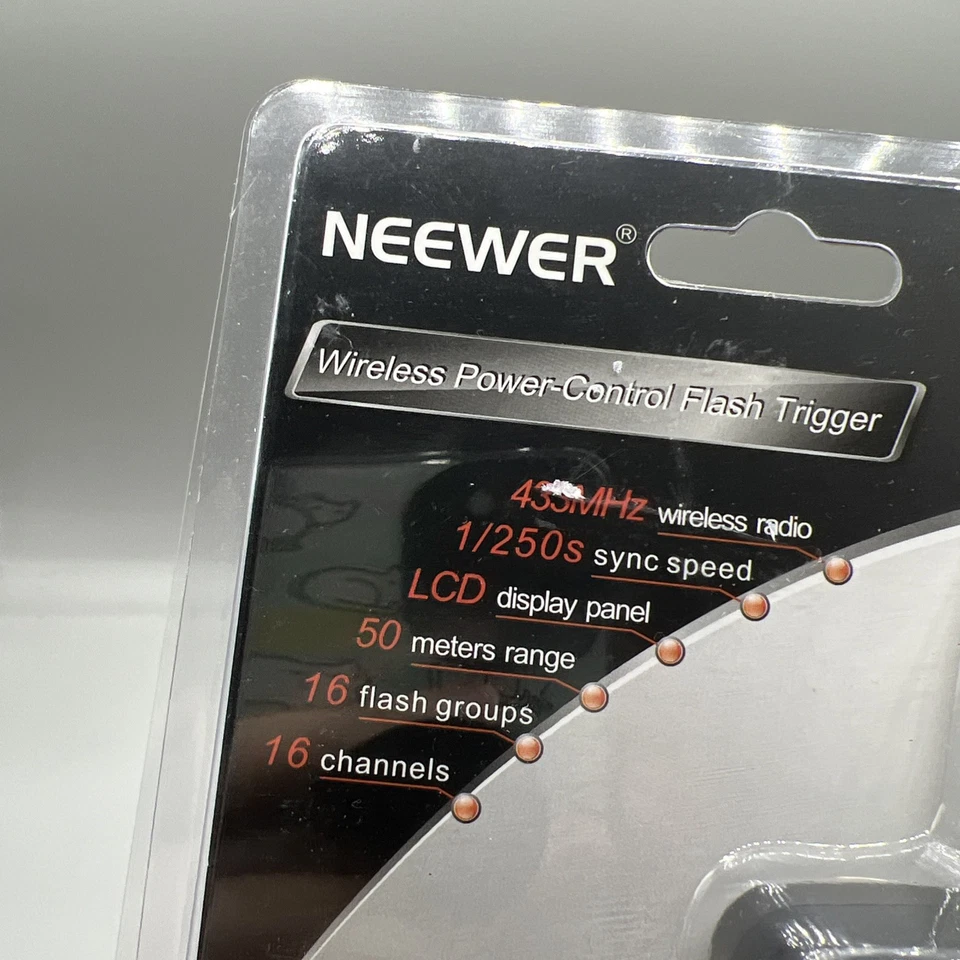 NEEWER®
Wireless Power-Control Flash Trigger
433MHz wireless radio
1/250s sync speed
LCD display panel
50 meters range
16 flash groups
16 channels